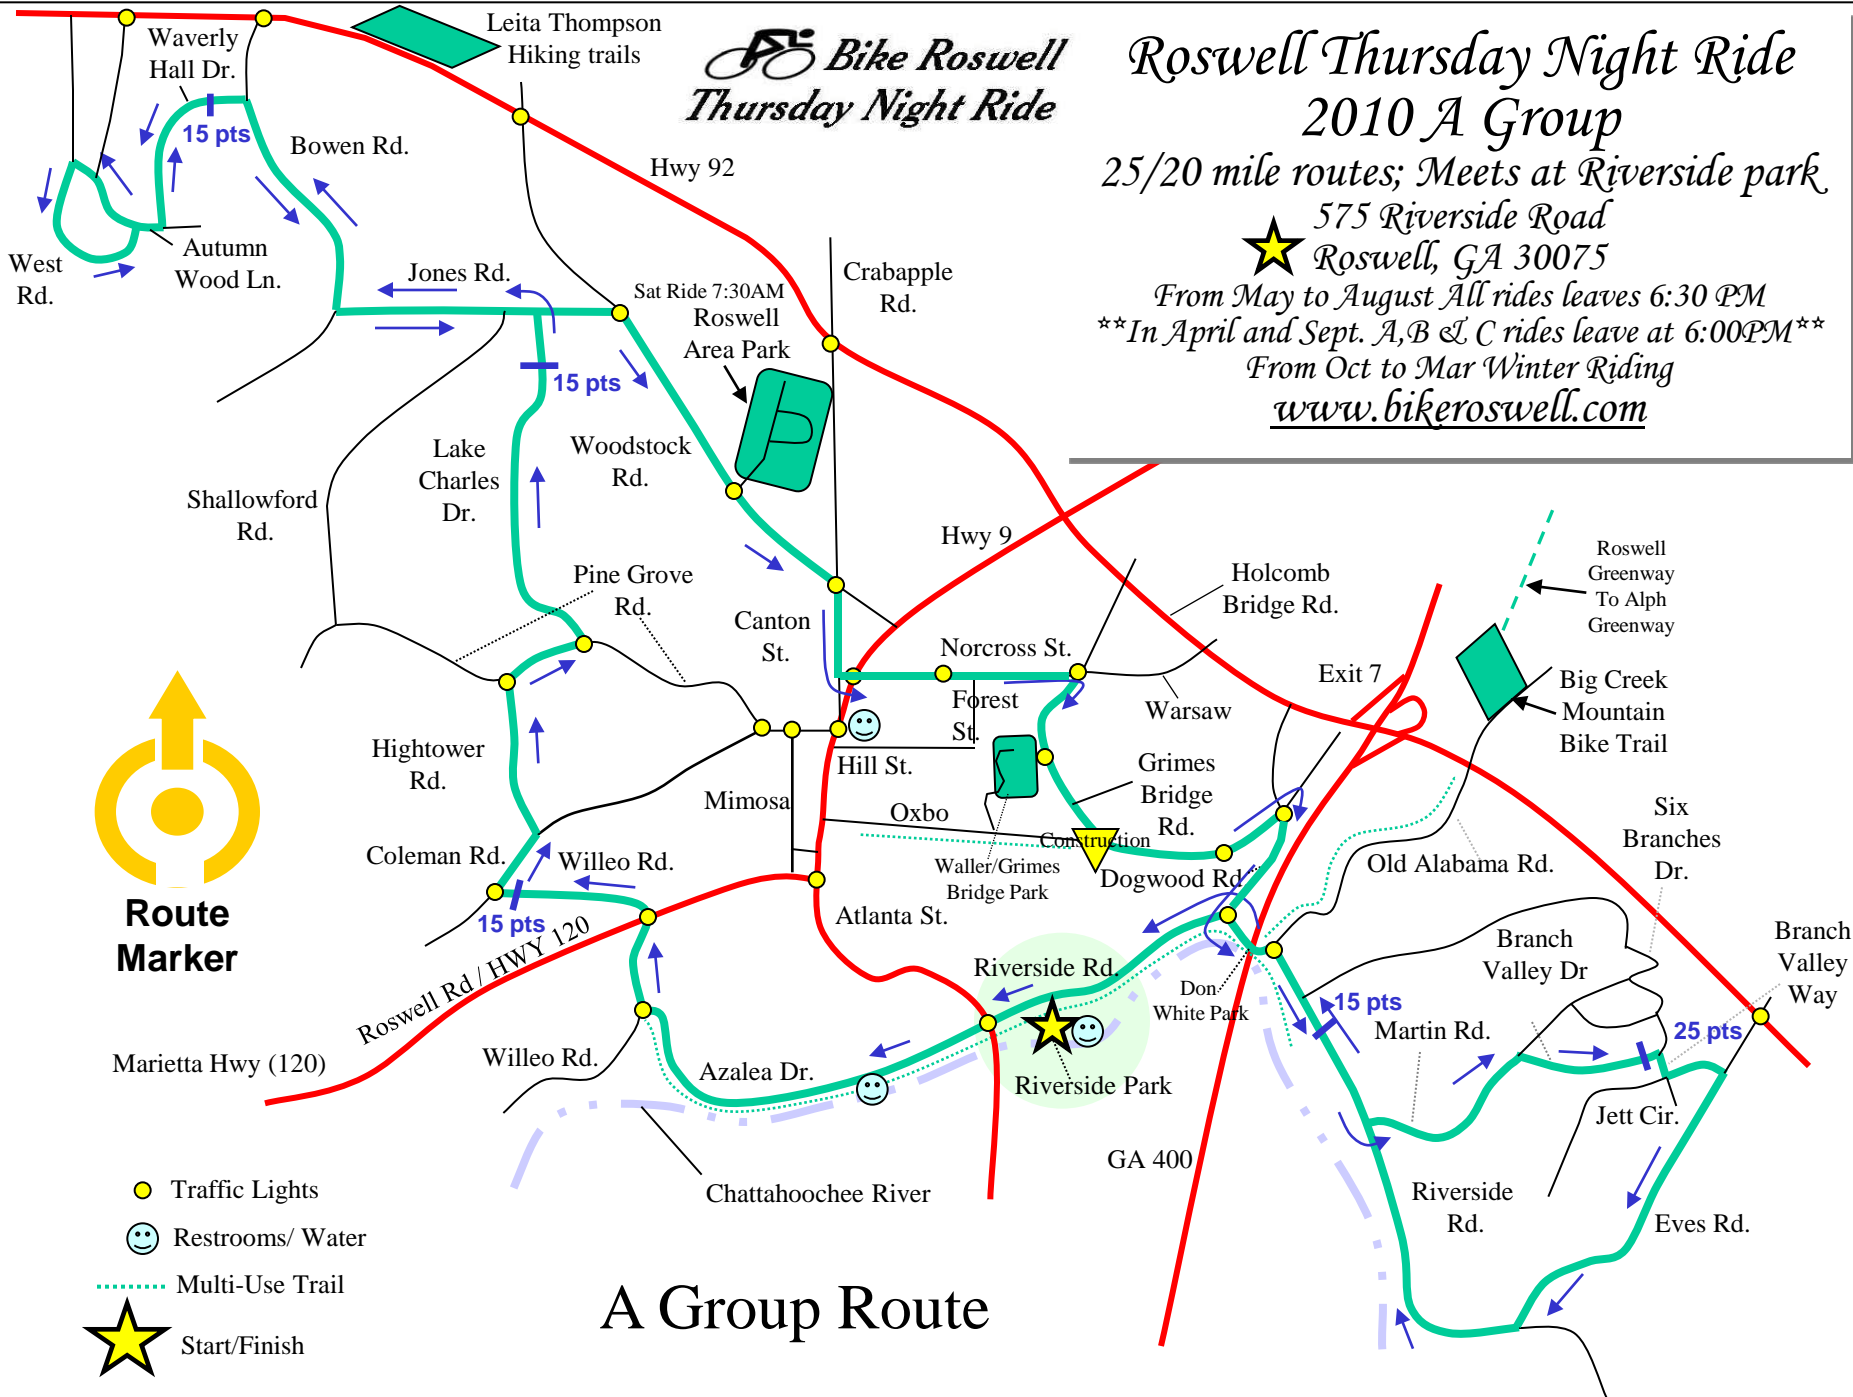 Bike Roswell
Thursday Night Ride
Roswell Thursday Night Ride
2010 A Group
25/20 mile routes; Meets at Riverside park
575 Riverside Road
Roswell, GA 30075
From May to August All rides leaves 6:30 PM
**In April and Sept. A,B & C rides leave at 6:00PM**
From Oct to Mar Winter Riding
www.bikeroswell.com
Leita Thompson
Hiking trails
Waverly
Hall Dr.
15 pts
Bowen Rd.
Hwy 92
West
Rd.
Autumn
Wood Ln.
Jones Rd.
Sat Ride 7:30AM
Roswell
Area Park
Crabapple
Rd.
15 pts
Lake
Charles
Dr.
Woodstock
Rd.
Shallowford
Rd.
Hwy 9
Pine Grove
Rd.
Canton
St.
Norcross St.
Holcomb
Bridge Rd.
Roswell
Greenway
To Alph
Greenway
Exit 7
Big Creek
Mountain
Bike Trail
Forest
St.
Warsaw
Hightower
Rd.
Hill St.
Mimosa
Grimes
Bridge
Rd.
Oxbo
Construction
Six
Branches
Dr.
Coleman Rd.
Willeo Rd.
Waller/Grimes
Bridge Park
Dogwood Rd.
Old Alabama Rd.
15 pts
Atlanta St.
Route
Marker
Roswell Rd / HWY 120
Riverside Rd.
Branch
Valley Dr
Branch
Valley
Way
Don
White Park
15 pts
Martin Rd.
25 pts
Marietta Hwy (120)
Willeo Rd.
Azalea Dr.
Riverside Park
Jett Cir.
GA 400
Chattahoochee River
Riverside
Rd.
Eves Rd.
Traffic Lights
Restrooms/ Water
Multi-Use Trail
Start/Finish
A Group Route